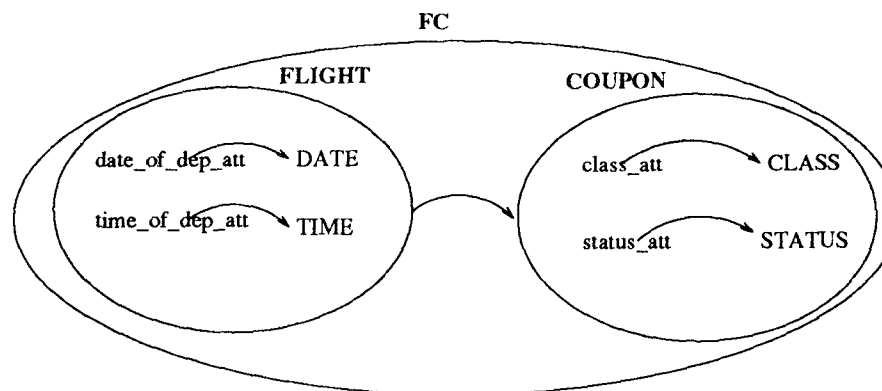 FC
FLIGHT
COUPON
date_of_dep_att DATE
time_of_dep_att TIME
class_att CLASS
status_att STATUS